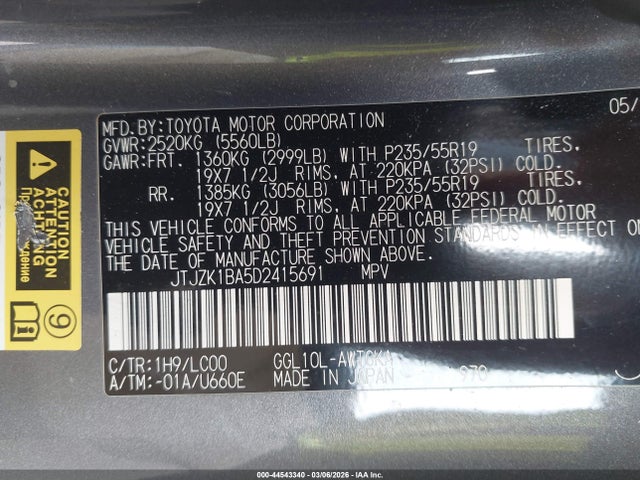 MFD. BY: TOYOTA MOTOR CORPORATION 05/
GVWR: 2520KG (5560LB)
GAWR: FRT. 1360KG (2999LB) WITH P235/55R19 TIRES,
19X7 1/2J RIMS, AT 220KPA (32PSI) COLD.
RR. 1385KG (3056LB) WITH P235/55R19 TIRES,
19X7 1/2J RIMS, AT 220KPA (32PSI) COLD.
THIS VEHICLE CONFORMS TO ALL APPLICABLE FEDERAL MOTOR
VEHICLE SAFETY AND THEFT PREVENTION STANDARDS IN EFFECT ON
THE DATE OF MANUFACTURE SHOWN ABOVE.
JTJZK1BA5D2415691 MPV
C/TR: 1H9/LC00 GGL10L-AWTGKA
A/TM: -01A/U660E MADE IN JAPAN 978
ATTENTION
ACHTUNG
9
000-44543340 - 03/06/2026 - IAA Inc.